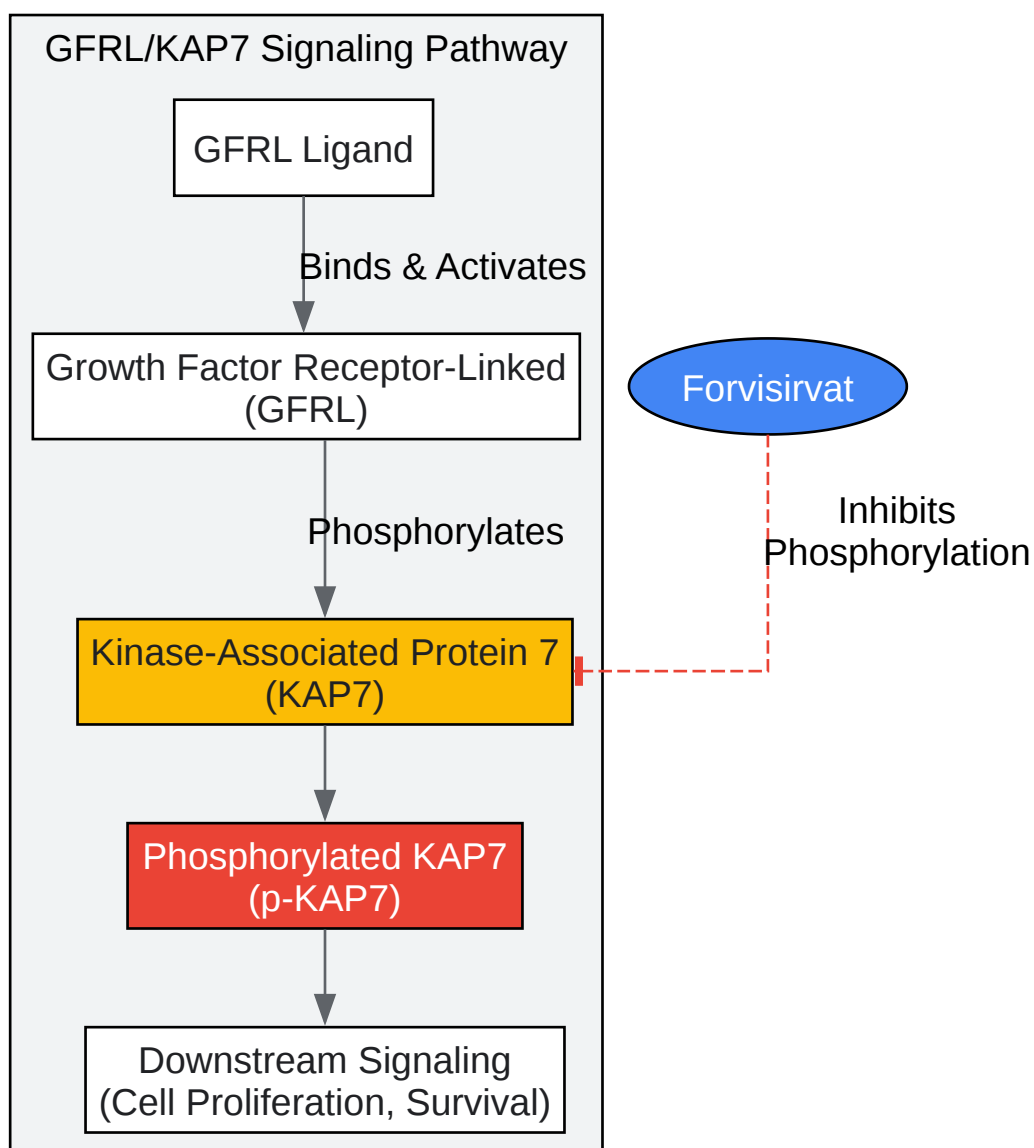 GFRL/KAP7 Signaling Pathway
GFRL Ligand
Binds & Activates
Growth Factor Receptor-Linked
(GFRL)
Forvisirvat
Phosphorylates
Inhibits
Phosphorylation
Kinase-Associated Protein 7
(KAP7)
Phosphorylated KAP7
(p-KAP7)
Downstream Signaling
(Cell Proliferation, Survival)